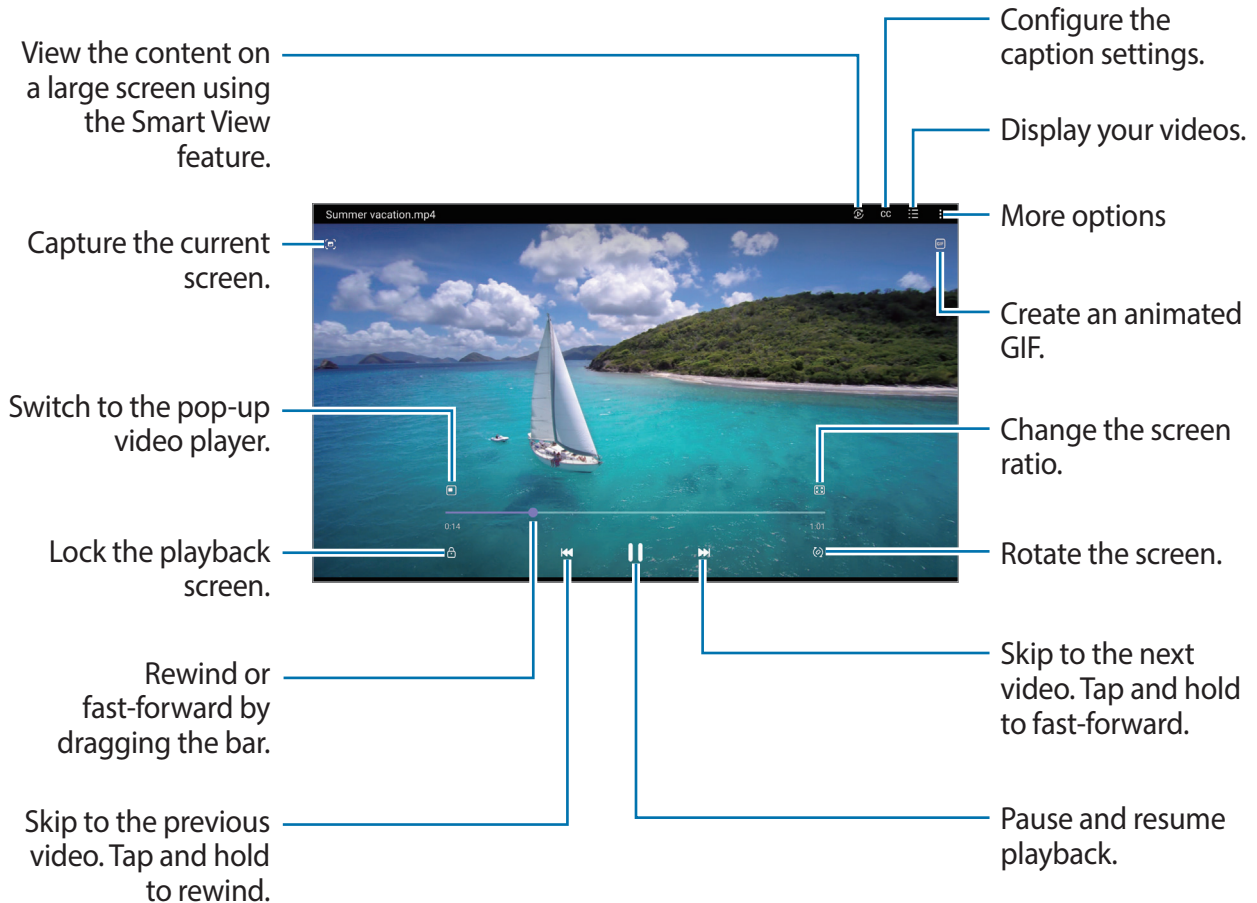 View the content on
a large screen using
the Smart View
feature.
Configure the
caption settings.
Display your videos.
More options
Summer vacation.mp4
CC
Capture the current
screen.
GIF
Create an animated
GIF.
Switch to the pop-up
video player.
Change the screen
ratio.
0:14
1:01
Lock the playback
screen.
Rotate the screen.
Rewind or
fast-forward by
dragging the bar.
Skip to the next
video. Tap and hold
to fast-forward.
Skip to the previous
video. Tap and hold
to rewind.
Pause and resume
playback.